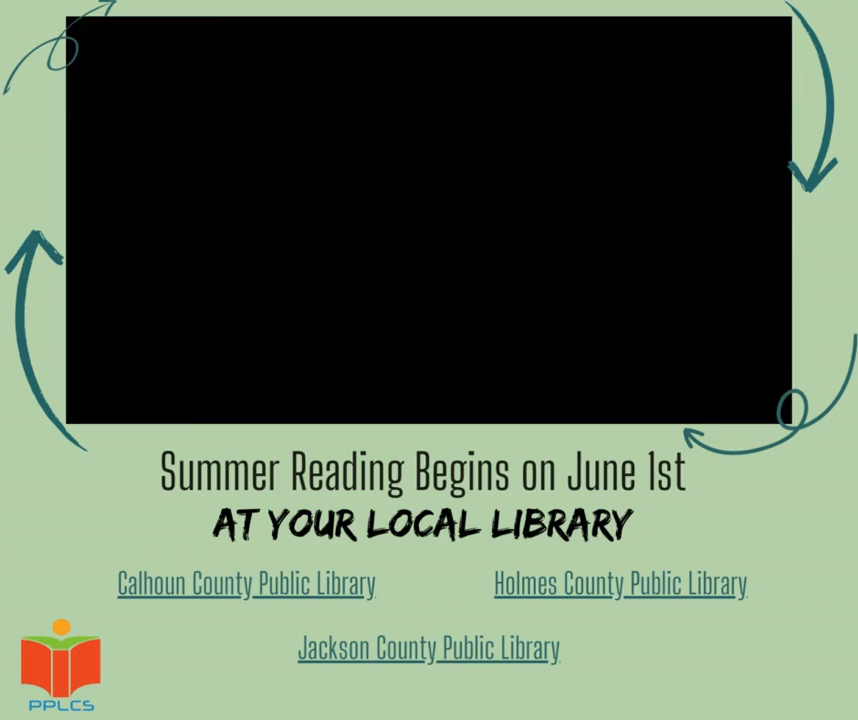 Summer Reading Begins on June 1st
AT YOUR LOCAL LIBRARY
Calhoun County Public Library
Holmes County Public Library
Jackson County Public Library
PPLCS